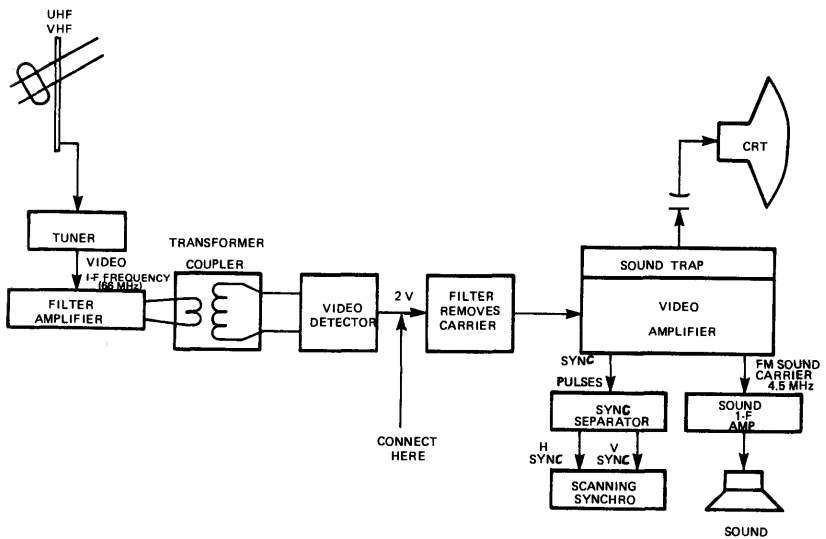 UHF
VHF
CRT
TUNER
VIDEO
I-F FREQUENCY
(66 MHz)
TRANSFORMER
COUPLER
FILTER
AMPLIFIER
VIDEO
DETECTOR
2 V
FILTER
REMOVES
CARRIER
SOUND TRAP
VIDEO
AMPLIFIER
CONNECT
HERE
SYNC
PULSES
FM SOUND
CARRIER
4.5 MHz
SYNC
SEPARATOR
SOUND
1-F
AMP
H
SYNC
V
SYNC
SCANNING
SYNCHRO
SOUND